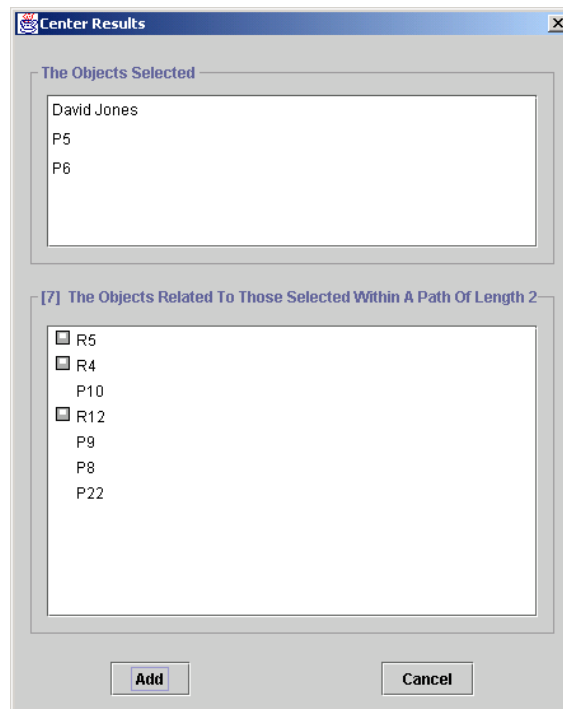 Center Results
The Objects Selected
David Jones
P5
P6
[7] The Objects Related To Those Selected Within A Path Of Length 2
R5
R4
P10
R12
P9
P8
P22
Add
Cancel